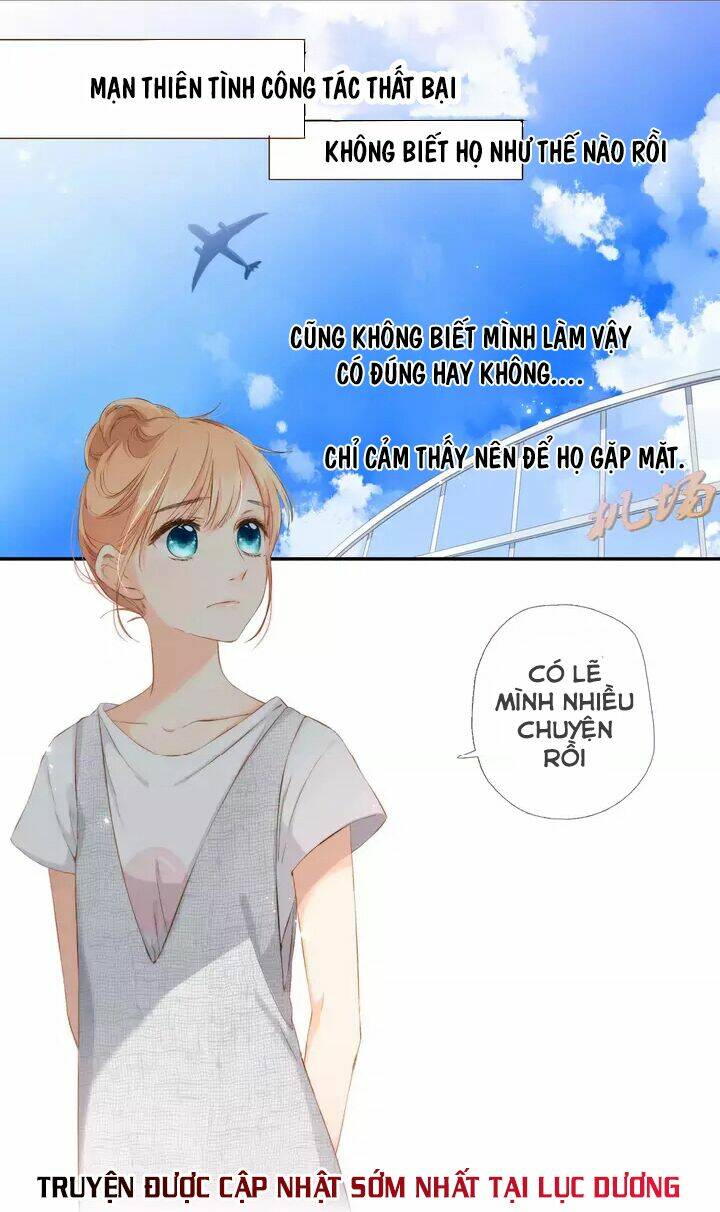 MẠN THIÊN TÌNH CÔNG TÁC THẤT BẠI
KHÔNG BIẾT HỌ NHƯ THẾ NÀO RỒI
CŨNG KHÔNG BIẾT MÌNH LÀM VẬY
CÓ ĐÚNG HAY KHÔNG....
CHỈ CẢM THẤY NÊN ĐỂ HỌ GẶP MẶT.
机场
CÓ LẼ
MÌNH NHIỀU
CHUYỆN
RỒI
TRUYỆN ĐƯỢC CẬP NHẬT SỚM NHẤT TẠI LỤC DƯƠNG